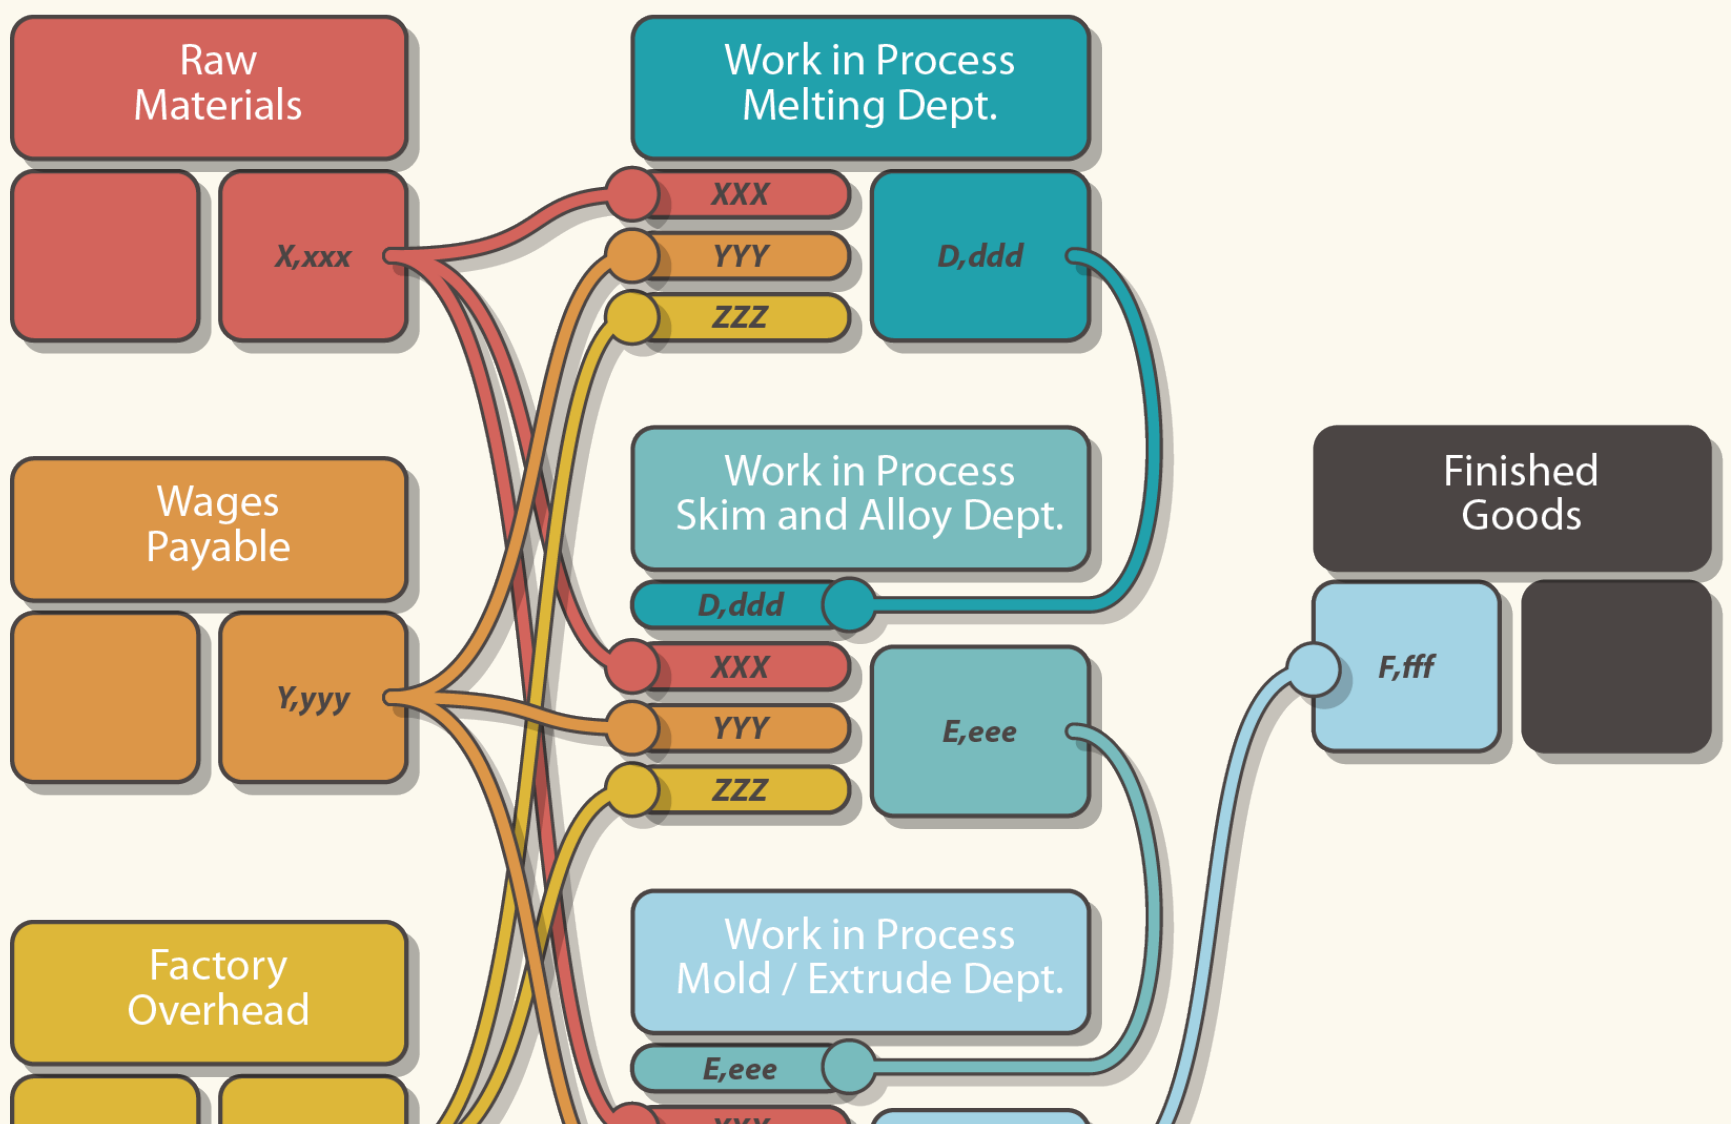 Raw
Materials
X,xxx
Work in Process
Melting Dept.
XXX
YYY
ZZZ
D,ddd
Wages
Payable
Y,yyy
Work in Process
Skim and Alloy Dept.
D,ddd
XXX
YYY
ZZZ
E,eee
Finished
Goods
F,fff
Factory
Overhead
Work in Process
Mold / Extrude Dept.
E,eee